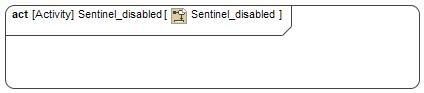 act [Activity] Sentinel_disabled [ Sentinel_disabled ]